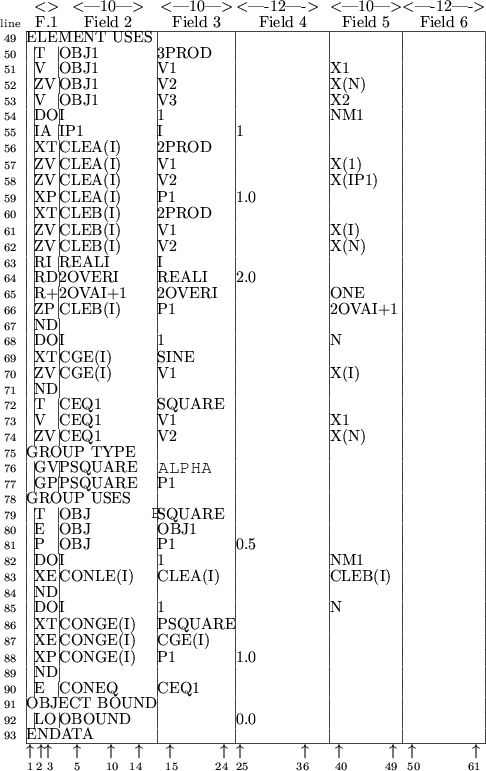 <> <—10—> <—10—> <—-12—-> <—10—> <—-12—->
line F.1 Field 2 Field 3 Field 4 Field 5 Field 6
49 ELEMENT USES
50 T OBJ1 3PROD
51 V OBJ1 V1 X1
52 ZV OBJ1 V2 X(N)
53 V OBJ1 V3 X2
54 DO I 1 NM1
55 IA IP1 I 1
56 XT CLEA(I) 2PROD
57 ZV CLEA(I) V1 X(1)
58 ZV CLEA(I) V2 X(IP1)
59 XP CLEA(I) P1 1.0
60 XT CLEB(I) 2PROD
61 ZV CLEB(I) V1 X(I)
62 ZV CLEB(I) V2 X(N)
63 RI REALI I
64 RD 2OVERI REALI 2.0
65 R+ 2OVAI+1 2OVERI ONE
66 ZP CLEB(I) P1 2OVAI+1
67 ND
68 DO I 1 N
69 XT CGE(I) SINE
70 ZV CGE(I) V1 X(I)
71 ND
72 T CEQ1 SQUARE
73 V CEQ1 V1 X1
74 ZV CEQ1 V2 X(N)
75 GROUP TYPE
76 GV PSQUARE ALPHA
77 GP PSQUARE P1
78 GROUP USES
79 T OBJ PSQUARE
80 E OBJ OBJ1
81 P OBJ P1 0.5
82 DO I 1 NM1
83 XE CONLE(I) CLEA(I) CLEB(I)
84 ND
85 DO I 1 N
86 XT CONGE(I) PSQUARE
87 XE CONGE(I) CGE(I)
88 XP CONGE(I) P1 1.0
89 ND
90 E CONEQ CEQ1
91 OBJECT BOUND
92 LO OBOUND 0.0
93 ENDATA
↑ ↑ ↑ ↑ ↑ ↑ ↑ ↑ ↑ ↑ ↑ ↑ ↑ ↑
1 2 3 5 10 14 15 24 25 36 40 49 50 61